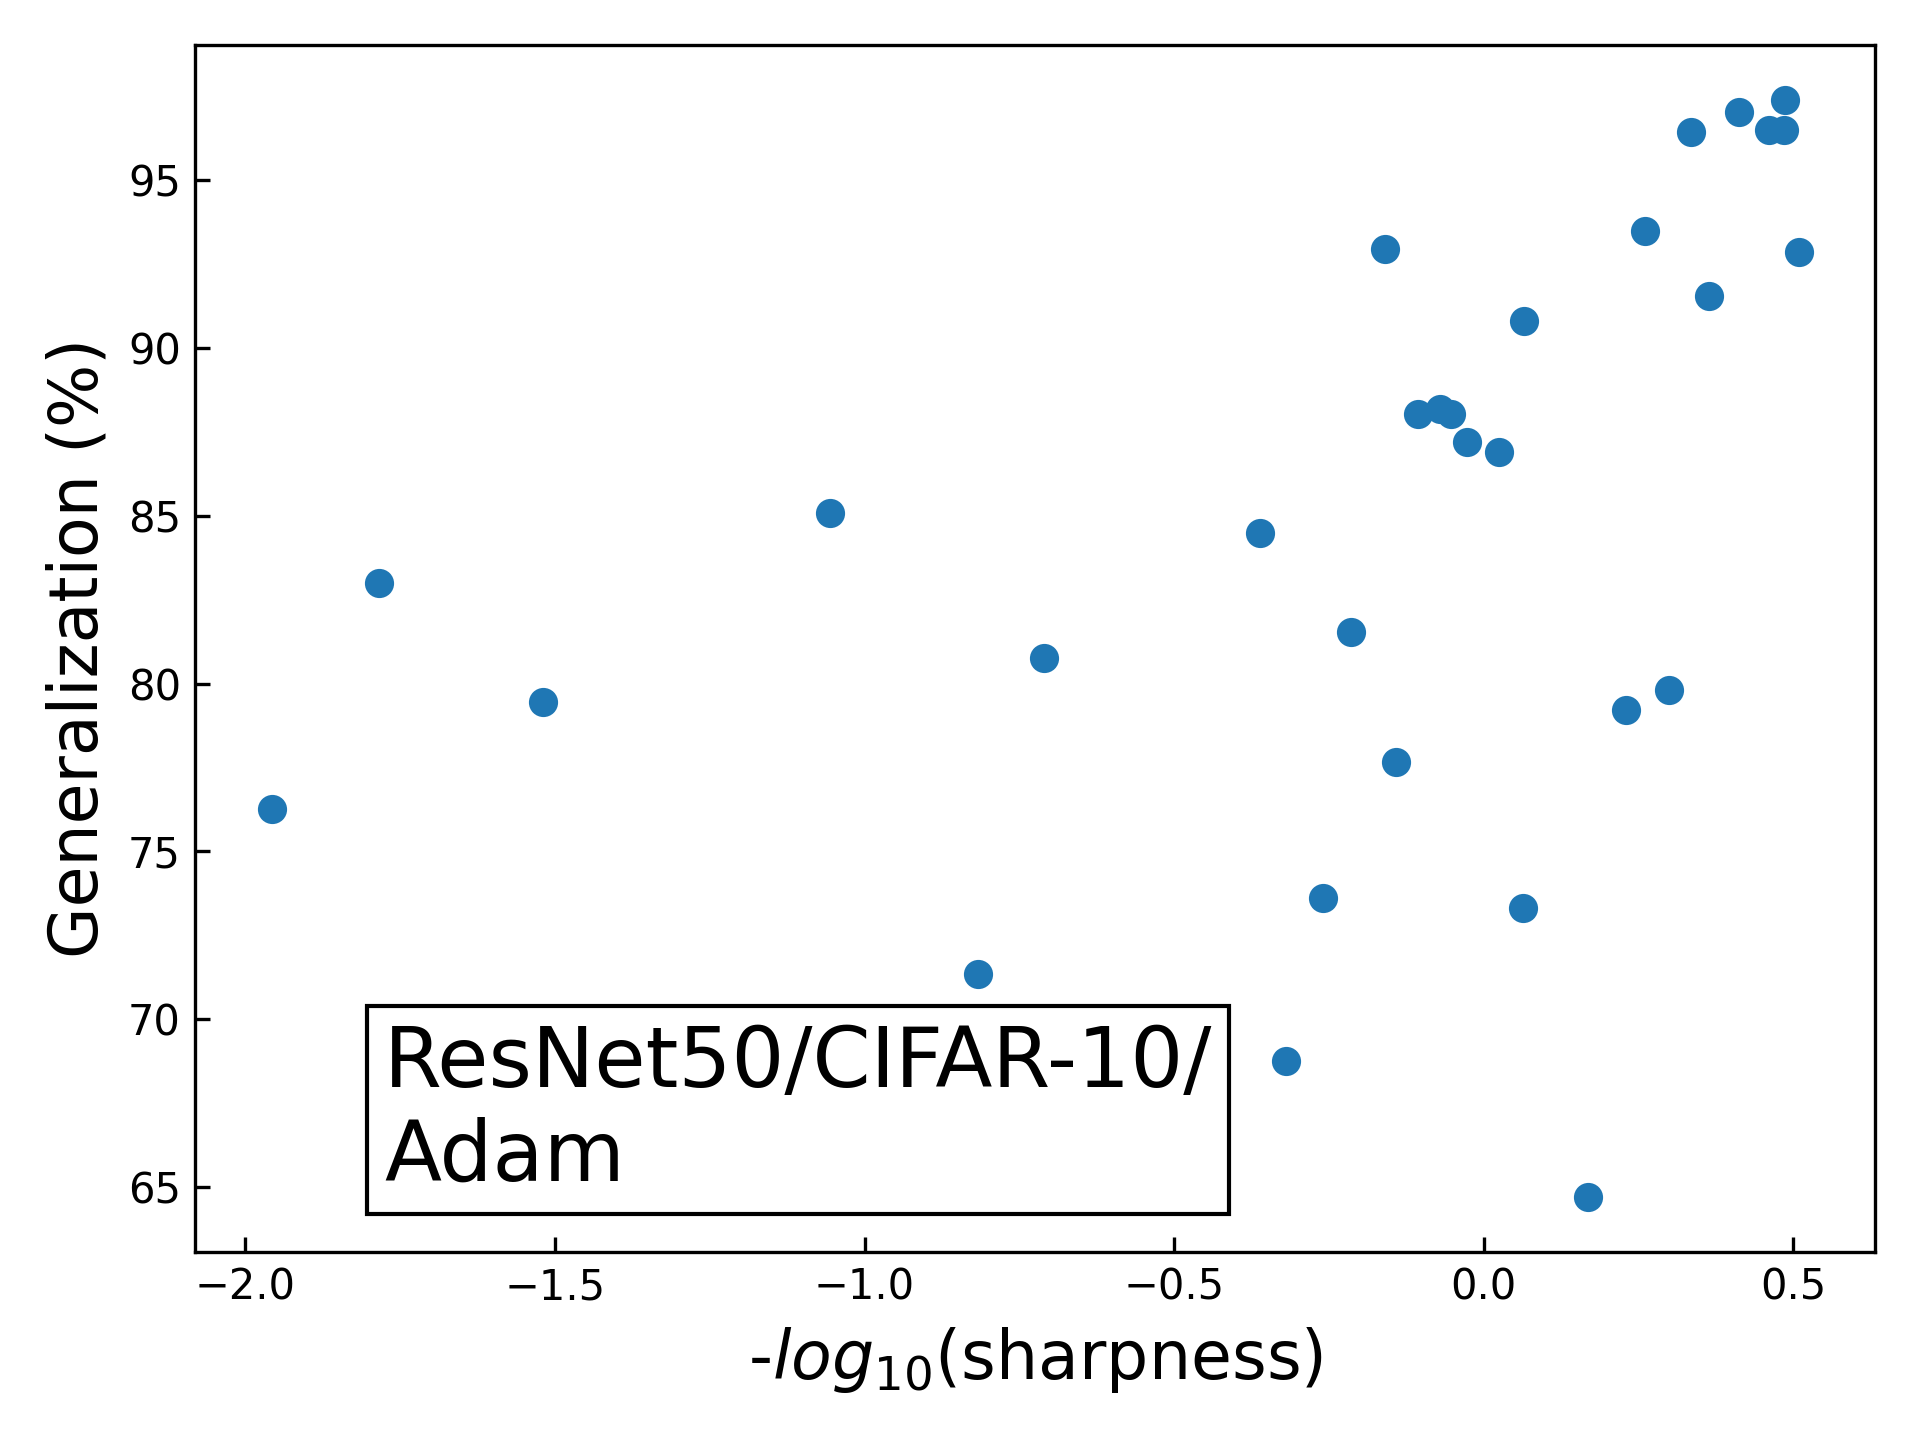 95
90
85
80
75
70
65
Generalization (%)
ResNet50/CIFAR-10/
Adam
−2.0 −1.5 −1.0 −0.5 0.0 0.5
-log₁₀(sharpness)